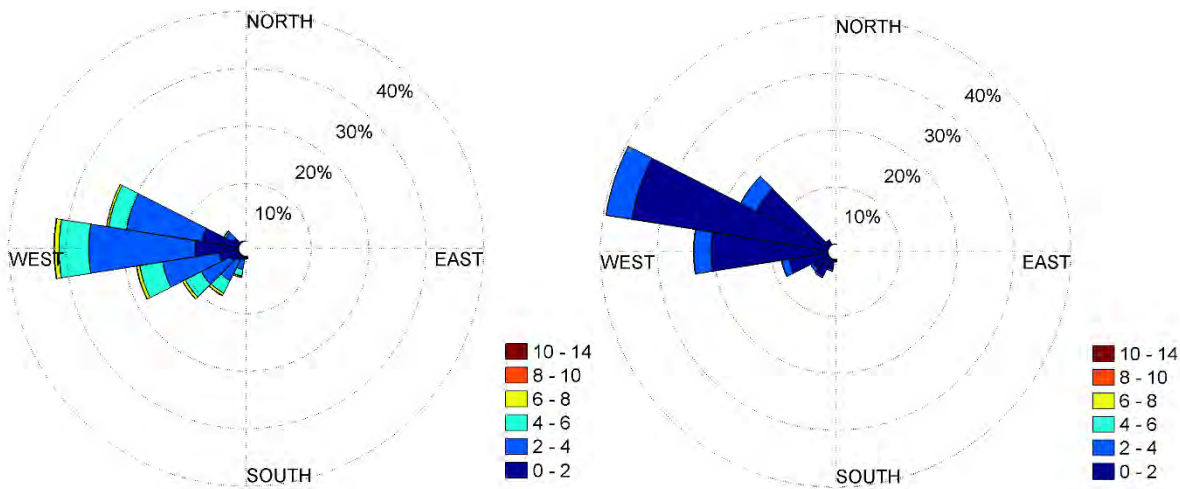 NORTH
40%
30%
20%
10%
WEST
EAST
SOUTH
10 - 14
8 - 10
6 - 8
4 - 6
2 - 4
0 - 2
NORTH
40%
30%
20%
10%
WEST
EAST
SOUTH
10 - 14
8 - 10
6 - 8
4 - 6
2 - 4
0 - 2